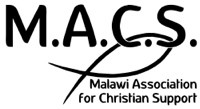 M.A.C.S.
Malawi Association
for Christian Support